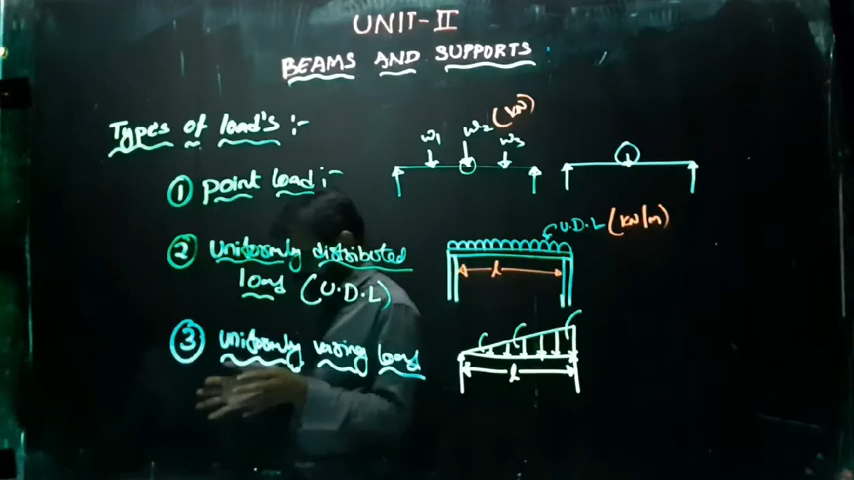 UNIT-II
BEAMS AND SUPPORTS
Types of load's :-
① point load :-
W₁ W₂ W₃ (KN)
② Uniformly distributed
load (U.D.L)
U.D.L (KN/m)
l
③ uniformly varying load
l